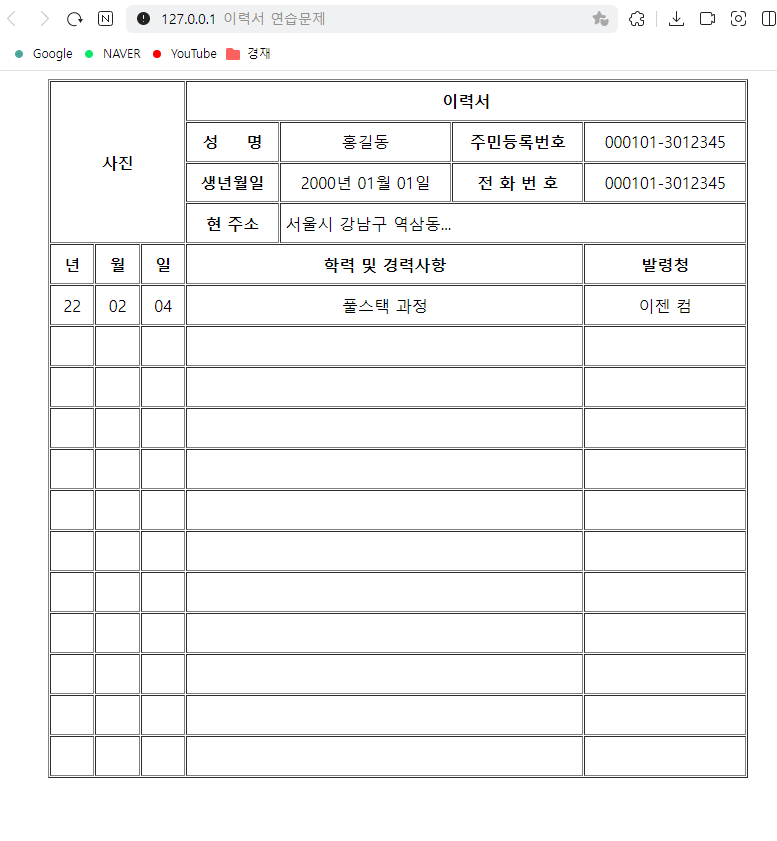 127.0.0.1 이력서 연습문제
Google NAVER YouTube 경재
사진
이력서
성 명 홍길동 주민등록번호 000101-3012345
생년월일 2000년 01월 01일 전 화 번 호 000101-3012345
현 주소 서울시 강남구 역삼동...
년 월 일 학력 및 경력사항 발령청
22 02 04 풀스택 과정 이젠 컴